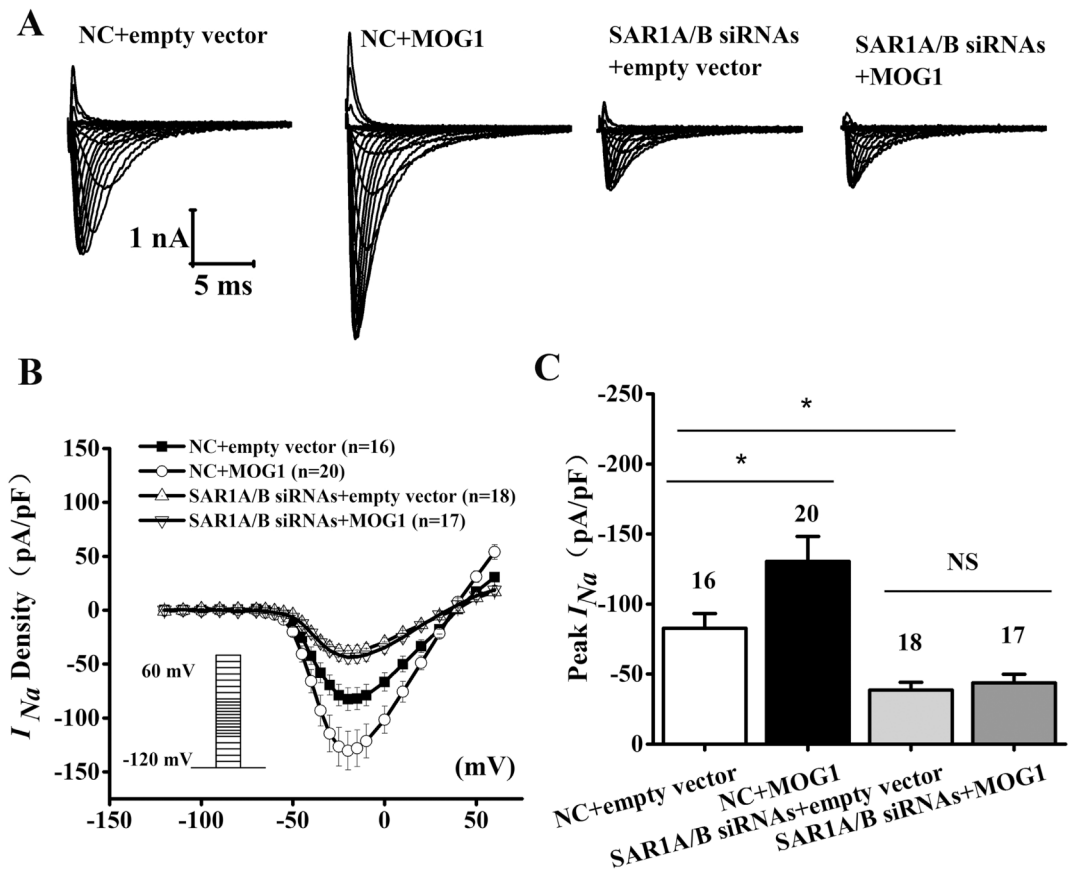 A
NC+empty vector
NC+MOG1
SAR1A/B siRNAs
+empty vector
SAR1A/B siRNAs
+MOG1
1 nA
5 ms
B
I Na Density (pA/pF)
150
100
50
0
-50
-100
-150
-150
-100
-50
0
50
(mV)
NC+empty vector (n=16)
NC+MOG1 (n=20)
SAR1A/B siRNAs+empty vector (n=18)
SAR1A/B siRNAs+MOG1 (n=17)
60 mV
-120 mV
C
Peak INa (pA/pF)
-250
-200
-150
-100
-50
0
*
*
NS
16
20
18
17
NC+empty vector
NC+MOG1
SAR1A/B siRNAs+empty vector
SAR1A/B siRNAs+MOG1